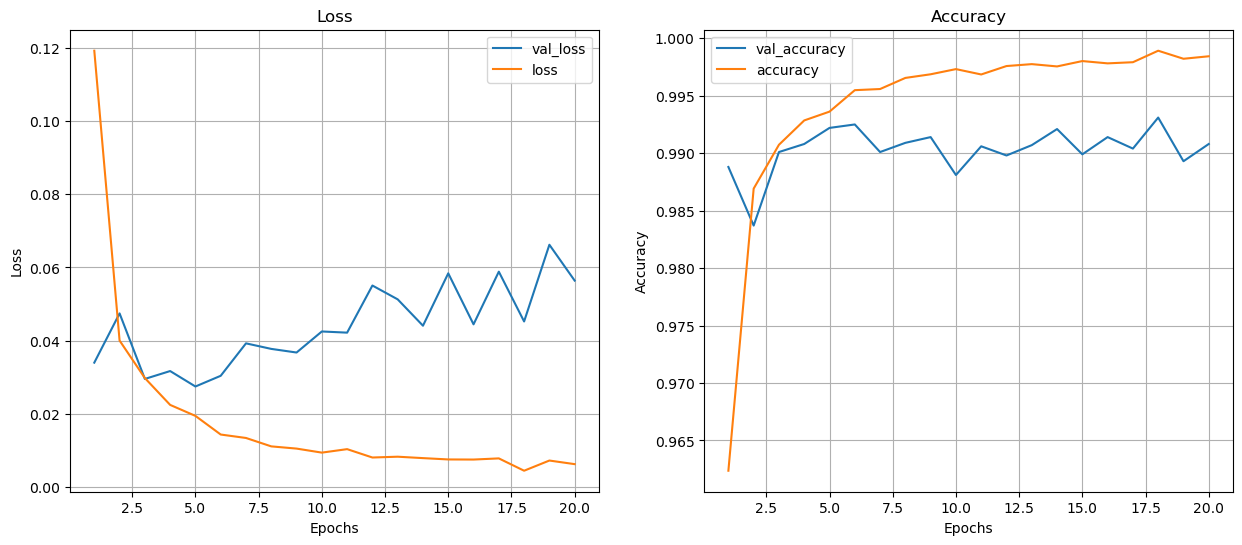 Loss
val_loss
loss
0.12
0.10
0.08
0.06
0.04
0.02
0.00
Loss
2.5 5.0 7.5 10.0 12.5 15.0 17.5 20.0
Epochs
Accuracy
val_accuracy
accuracy
1.000
0.995
0.990
0.985
0.980
0.975
0.970
0.965
Accuracy
2.5 5.0 7.5 10.0 12.5 15.0 17.5 20.0
Epochs